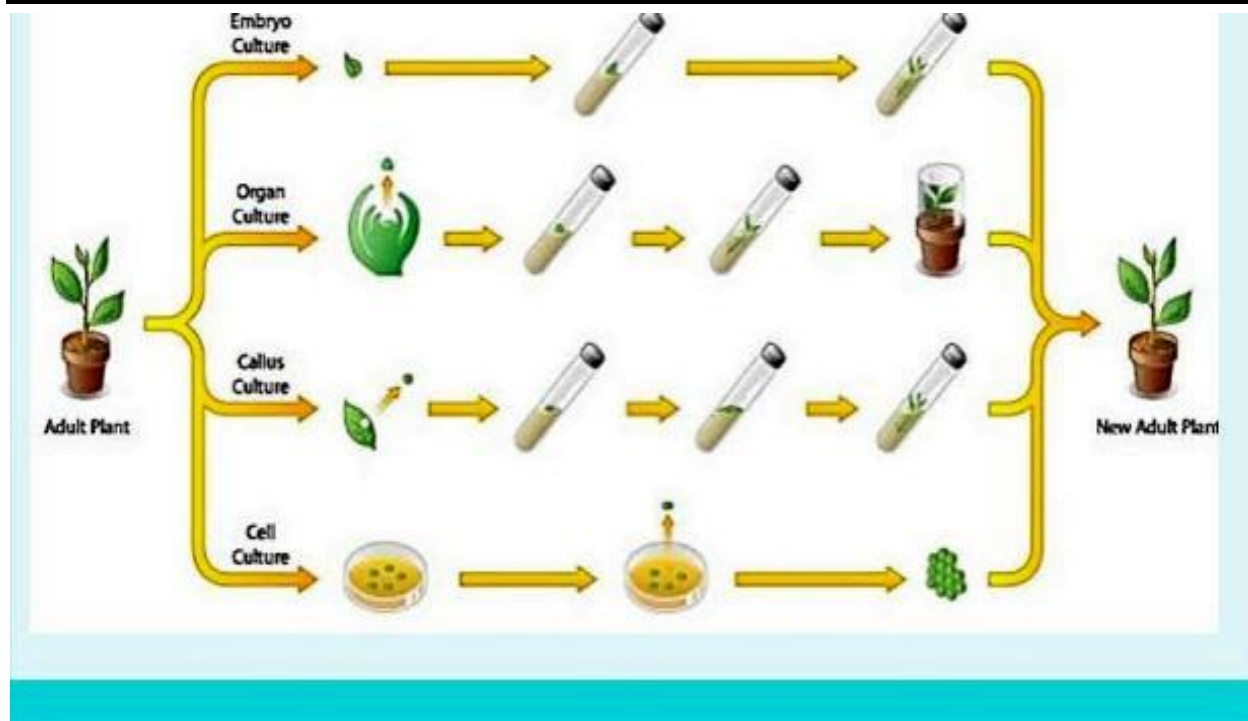 Embryo
Culture
Organ
Culture
Callus
Culture
Adult Plant
New Adult Plant
Cell
Culture